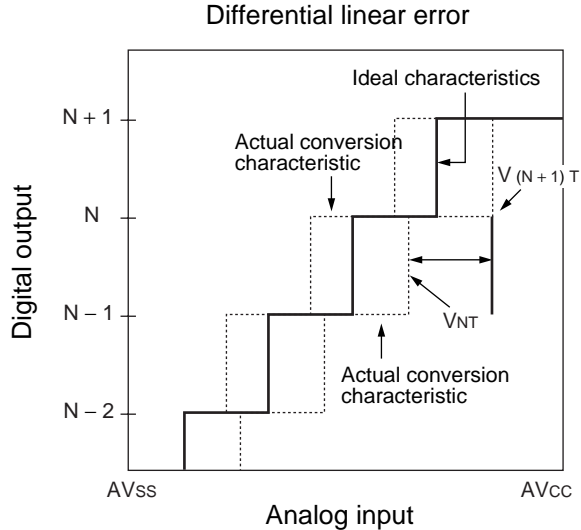 Differential linear error
Ideal characteristics
N + 1
Actual conversion
characteristic
V (N + 1) T
N
Digital output
N − 1
VNT
Actual conversion
characteristic
N − 2
AVSS
AVCC
Analog input